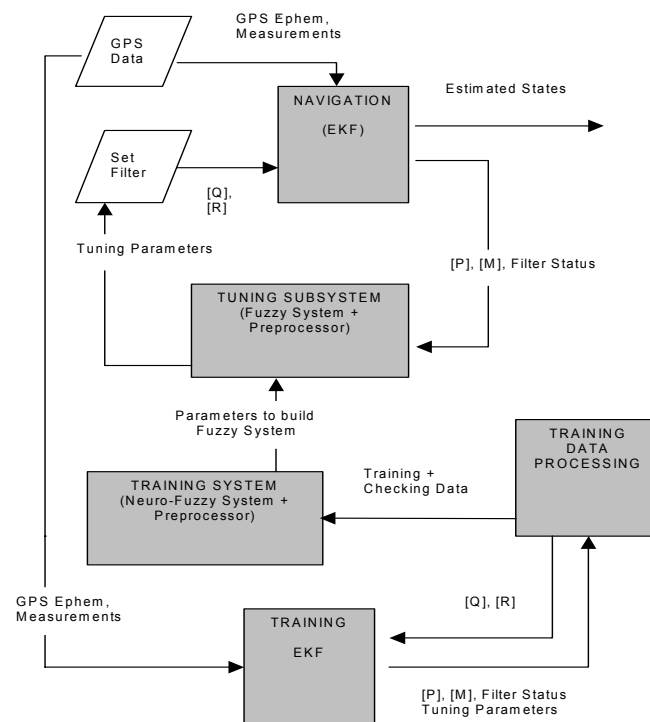 GPS Ephem,
Measurements
GPS
Data
NAVIGATION
(EKF)
Estimated States
Set
Filter
[Q],
[R]
Tuning Parameters
[P], [M], Filter Status
TUNING SUBSYSTEM
(Fuzzy System +
Preprocessor)
Parameters to build
Fuzzy System
TRAINING
DATA
PROCESSING
Training +
Checking Data
TRAINING SYSTEM
(Neuro-Fuzzy System +
Preprocessor)
GPS Ephem,
Measurements
[Q], [R]
TRAINING
EKF
[P], [M], Filter Status
Tuning Parameters